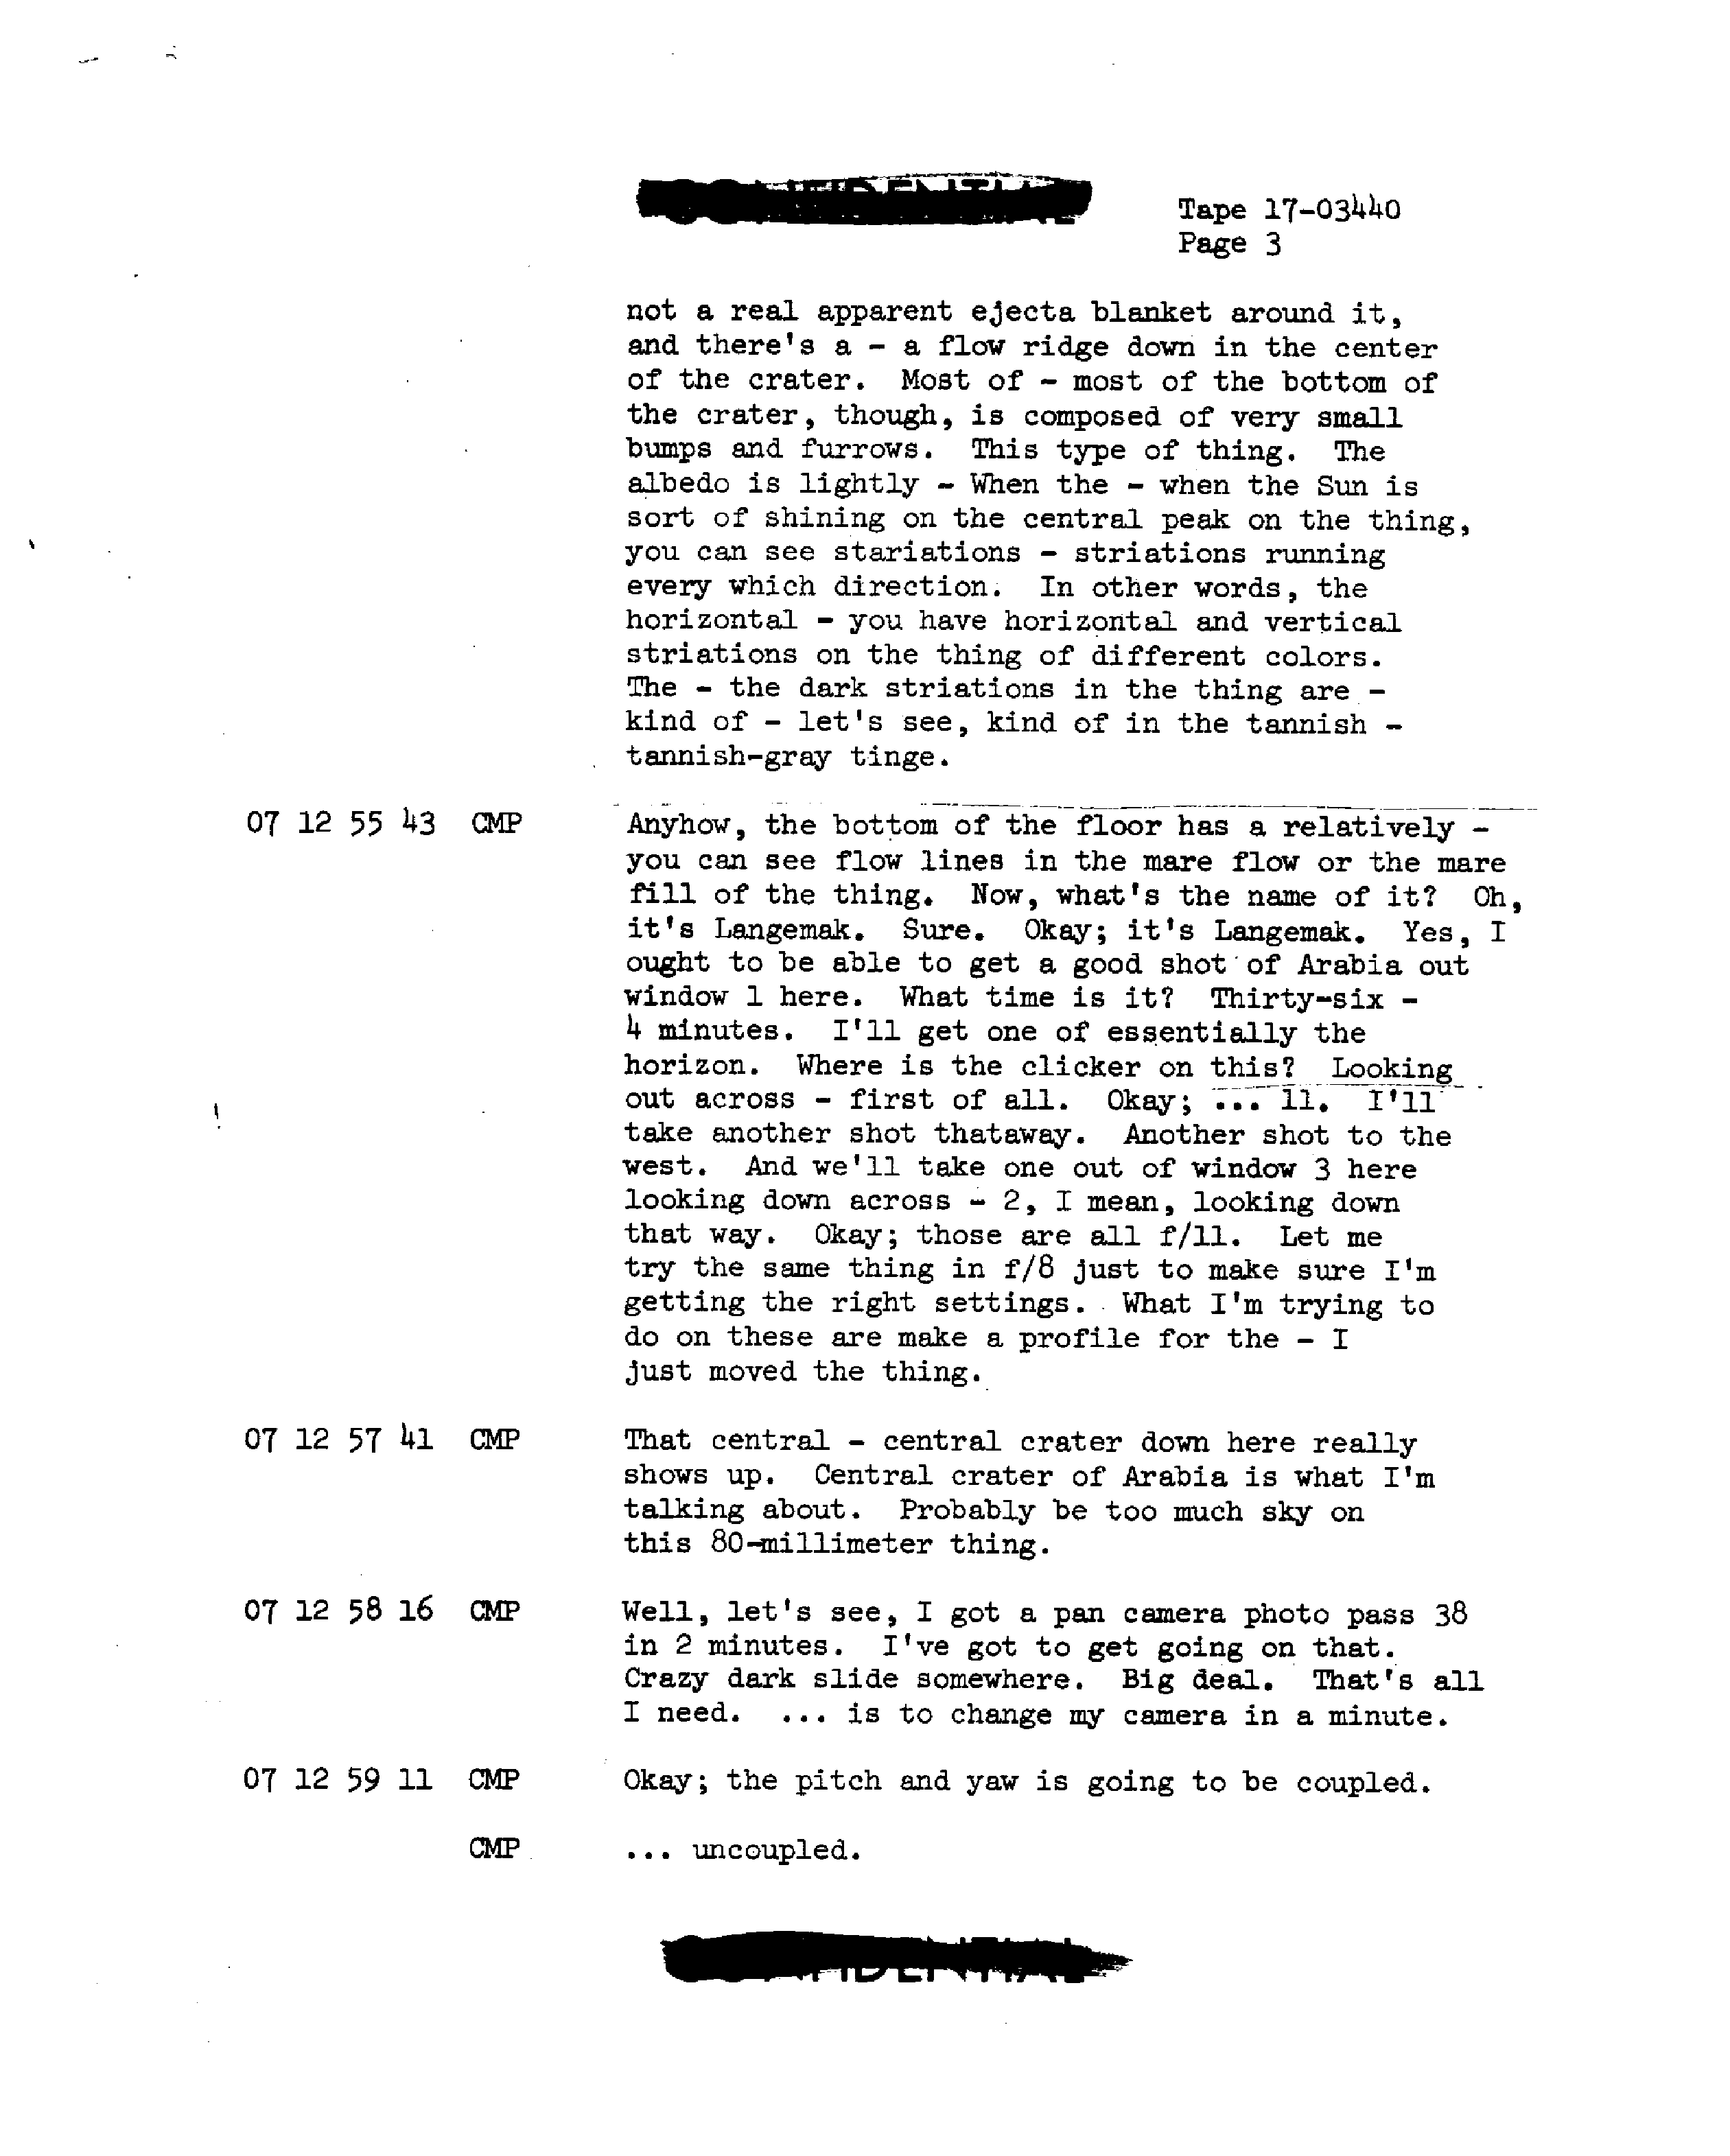 CONFIDENTIAL
Tape 17-03440
Page 3
not a real apparent ejecta blanket around it,
and there's a - a flow ridge down in the center
of the crater. Most of - most of the bottom of
the crater, though, is composed of very small
bumps and furrows. This type of thing. The
albedo is lightly - When the - when the Sun is
sort of shining on the central peak on the thing,
you can see stariations - striations running
every which direction. In other words, the
horizontal - you have horizontal and vertical
striations on the thing of different colors.
The - the dark striations in the thing are -
kind of - let's see, kind of in the tannish -
tannish-gray tinge.
07 12 55 43 CMP Anyhow, the bottom of the floor has a relatively -
you can see flow lines in the mare flow or the mare
fill of the thing. Now, what's the name of it? Oh,
it's Langemak. Sure. Okay; it's Langemak. Yes, I
ought to be able to get a good shot of Arabia out
window 1 here. What time is it? Thirty-six -
4 minutes. I'll get one of essentially the
horizon. Where is the clicker on this? Looking
out across - first of all. Okay; ... 11. I'll
take another shot thataway. Another shot to the
west. And we'll take one out of window 3 here
looking down across - 2, I mean, looking down
that way. Okay; those are all f/11. Let me
try the same thing in f/8 just to make sure I'm
getting the right settings. What I'm trying to
do on these are make a profile for the - I
just moved the thing.
07 12 57 41 CMP That central - central crater down here really
shows up. Central crater of Arabia is what I'm
talking about. Probably be too much sky on
this 80-millimeter thing.
07 12 58 16 CMP Well, let's see, I got a pan camera photo pass 38
in 2 minutes. I've got to get going on that.
Crazy dark slide somewhere. Big deal. That's all
I need. ... is to change my camera in a minute.
07 12 59 11 CMP Okay; the pitch and yaw is going to be coupled.
CMP ... uncoupled.
CONFIDENTIAL